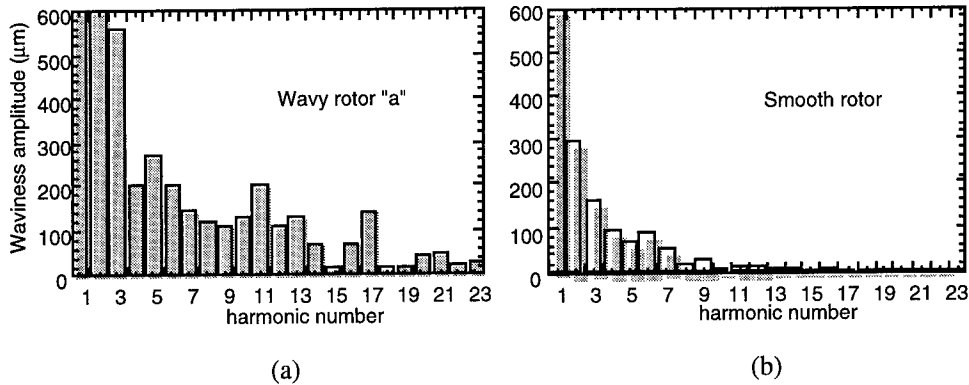 Waviness amplitude (µm)
600
500
400
300
200
100
0
Wavy rotor "a"
1 3 5 7 9 11 13 15 17 19 21 23
harmonic number
(a)
600
500
400
300
200
100
0
Smooth rotor
1 3 5 7 9 11 13 15 17 19 21 23
harmonic number
(b)